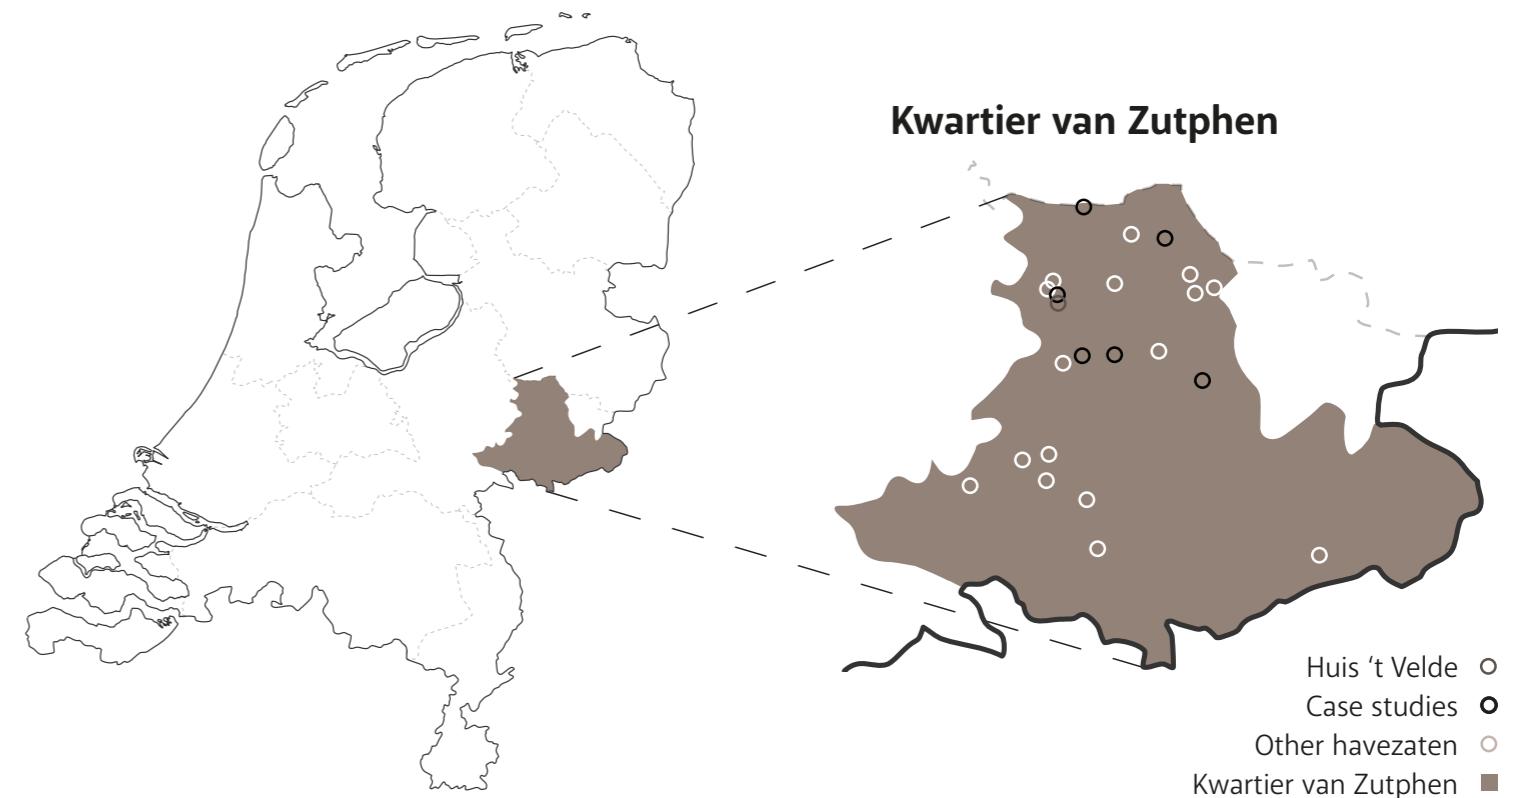 Kwartier van Zutphen
Huis ‘t Velde
Case studies
Other havezaten
Kwartier van Zutphen